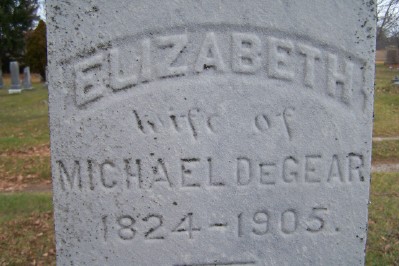 ELIZABETH,
wife of
MICHAEL DEGEAR
1824-1905.